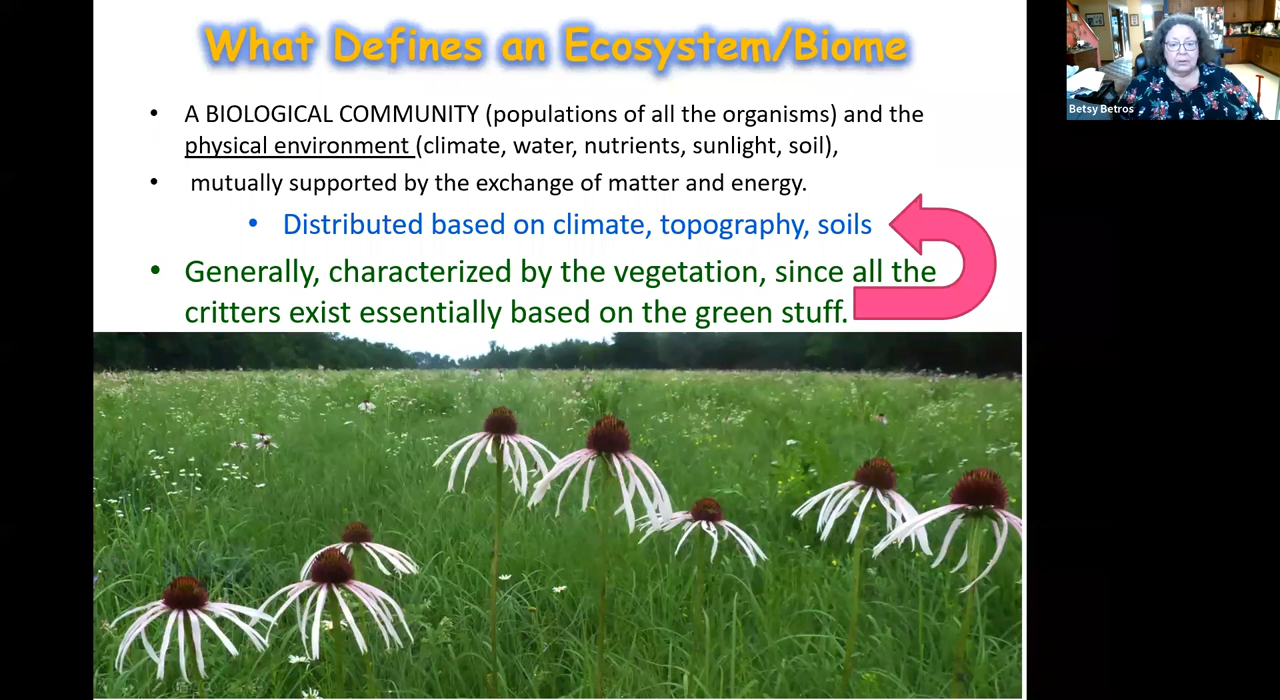 What Defines an Ecosystem/Biome
• A BIOLOGICAL COMMUNITY (populations of all the organisms) and the
physical environment (climate, water, nutrients, sunlight, soil),
• mutually supported by the exchange of matter and energy.
• Distributed based on climate, topography, soils
• Generally, characterized by the vegetation, since all the
critters exist essentially based on the green stuff.
Betsy Betros